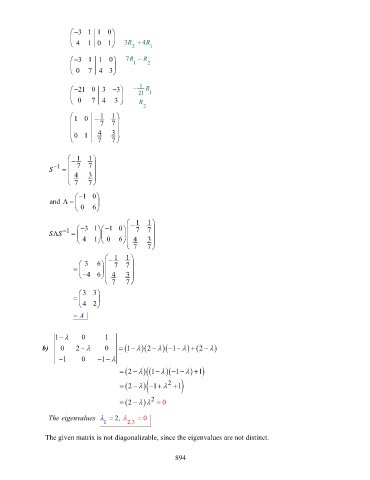 (-3 1 | 1 0
4 1 | 0 1) 3R₂ + 4R₁
(-3 1 | 1 0
0 7 | 4 3) 7R₁ − R₂
(-21 0 | 3 −3
0 7 | 4 3) −1/21 R₁
R₂
(1 0 | −1/7 1/7
0 1 | 4/7 3/7)
S⁻¹ = (−1/7 1/7
4/7 3/7)
and Λ = (−1 0
0 6)
SΛS⁻¹ = (−3 1
4 1)(−1 0
0 6)(−1/7 1/7
4/7 3/7)
= (3 6
−4 6)(−1/7 1/7
4/7 3/7)
= (3 3
4 2)
= A
b) |1−λ 0 1
0 2−λ 0
−1 0 −1−λ| = (1−λ)(2−λ)(−1−λ) + (2−λ)
= (2−λ)((1−λ)(−1−λ)+1)
= (2−λ)(−1+λ²+1)
= (2−λ)λ² = 0
The eigenvalues λ₁ = 2, λ₂,₃ = 0
The given matrix is not diagonalizable, since the eigenvalues are not distinct.
894